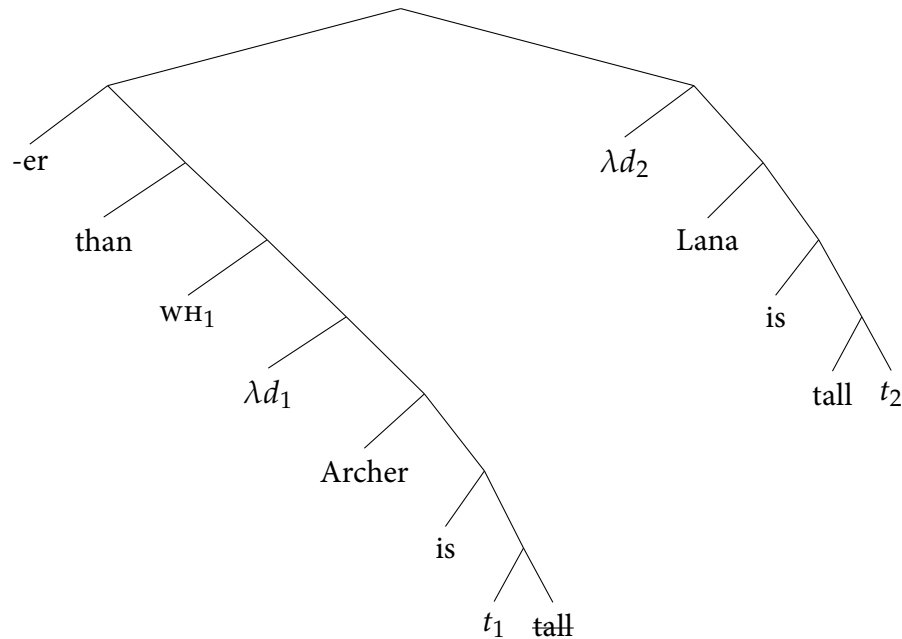 -er
λd₂
than
Lana
WH₁
is
λd₁
tall t₂
Archer
is
t₁ tall